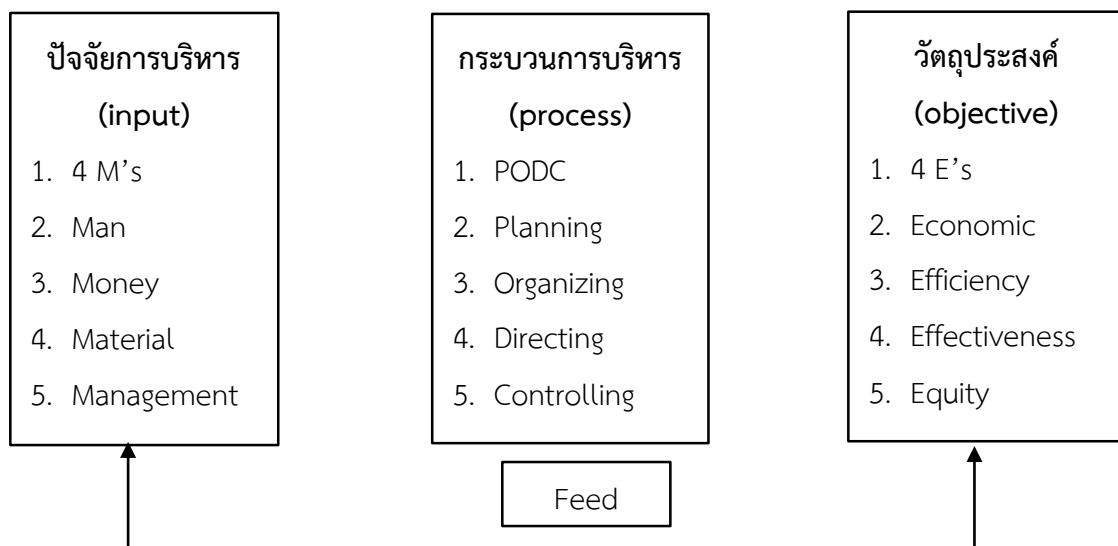 ปัจจัยการบริหาร
(input)
1. 4 M’s
2. Man
3. Money
4. Material
5. Management
กระบวนการบริหาร
(process)
1. PODC
2. Planning
3. Organizing
4. Directing
5. Controlling
วัตถุประสงค์
(objective)
1. 4 E’s
2. Economic
3. Efficiency
4. Effectiveness
5. Equity
Feed